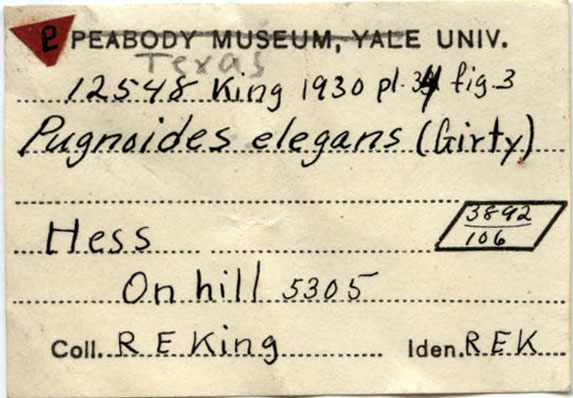 P PEABODY MUSEUM, YALE UNIV.
Texas
12548 King 1930 pl. fig.3
Pugnoides elegans (Girty)
3892
Hess 106
On hill 5305
Coll. R E King Iden. R E K